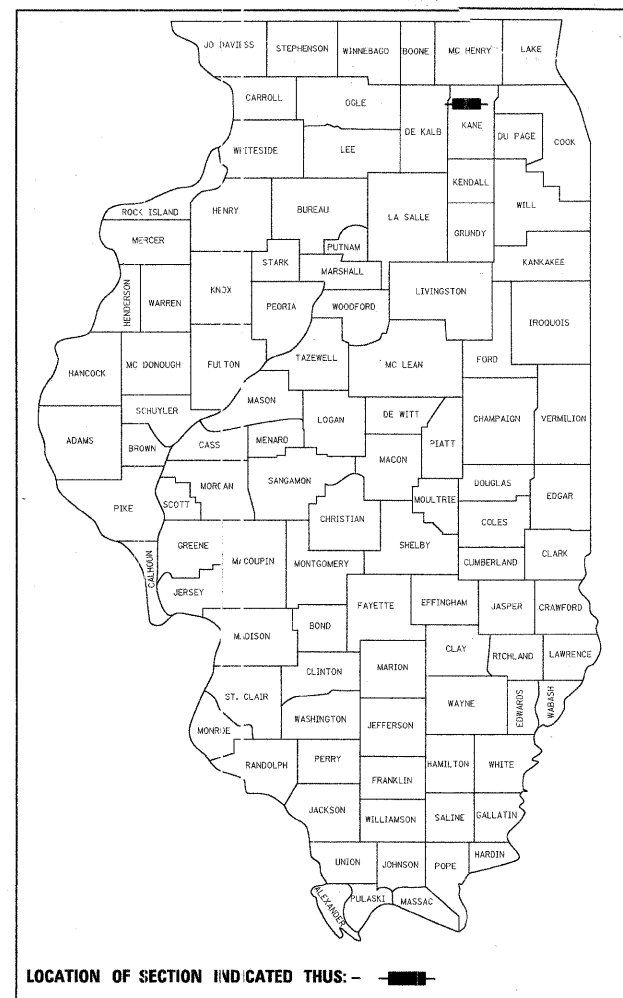 JO DAVIESS STEPHENSON WINNEBAGO BOONE MC HENRY LAKE
CARROLL OGLE DE KALB KANE DU PAGE COOK
WHITESIDE LEE
KENDALL WILL
ROCK ISLAND HENRY BUREAU LA SALLE
GRUNDY
MERCER PUTNAM KANKAKEE
STARK MARSHALL
HENDERSON WARREN KNOX PEORIA WOODFORD LIVINGSTON
IROQUOIS
HANCOCK MC DONOUGH FULTON TAZEWELL MC LEAN FORD
MASON
SCHUYLER LOGAN DE WITT CHAMPAIGN VERMILION
ADAMS BROWN CASS MENARD PIATT
MACON
MORGAN SANGAMON DOUGLAS
PIKE SCOTT MOULTRIE EDGAR
CHRISTIAN COLES
GREENE SHELBY
CALHOUN MACOUPIN MONTGOMERY CUMBERLAND CLARK
JERSEY
FAYETTE EFFINGHAM JASPER CRAWFORD
MADISON BOND
CLAY RICHLAND LAWRENCE
CLINTON MARION
ST. CLAIR WAYNE EDWARDS WABASH
WASHINGTON JEFFERSON
MONROE
RANDOLPH PERRY HAMILTON WHITE
FRANKLIN
JACKSON WILLIAMSON SALINE GALLATIN
UNION JOHNSON POPE HARDIN
ALEXANDER PULASKI MASSAC
LOCATION OF SECTION INDICATED THUS: -